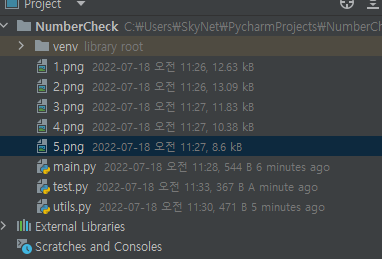 Project
NumberCheck C:₩Users₩SkyNet₩PycharmProjects₩NumberC
venv library root
1.png 2022-07-18 오전 11:26, 12.63 kB
2.png 2022-07-18 오전 11:26, 13.09 kB
3.png 2022-07-18 오전 11:27, 11.83 kB
4.png 2022-07-18 오전 11:27, 10.38 kB
5.png 2022-07-18 오전 11:27, 8.6 kB
main.py 2022-07-18 오전 11:28, 544 B 6 minutes ago
test.py 2022-07-18 오전 11:33, 367 B A minute ago
utils.py 2022-07-18 오전 11:30, 471 B 5 minutes ago
External Libraries
Scratches and Consoles